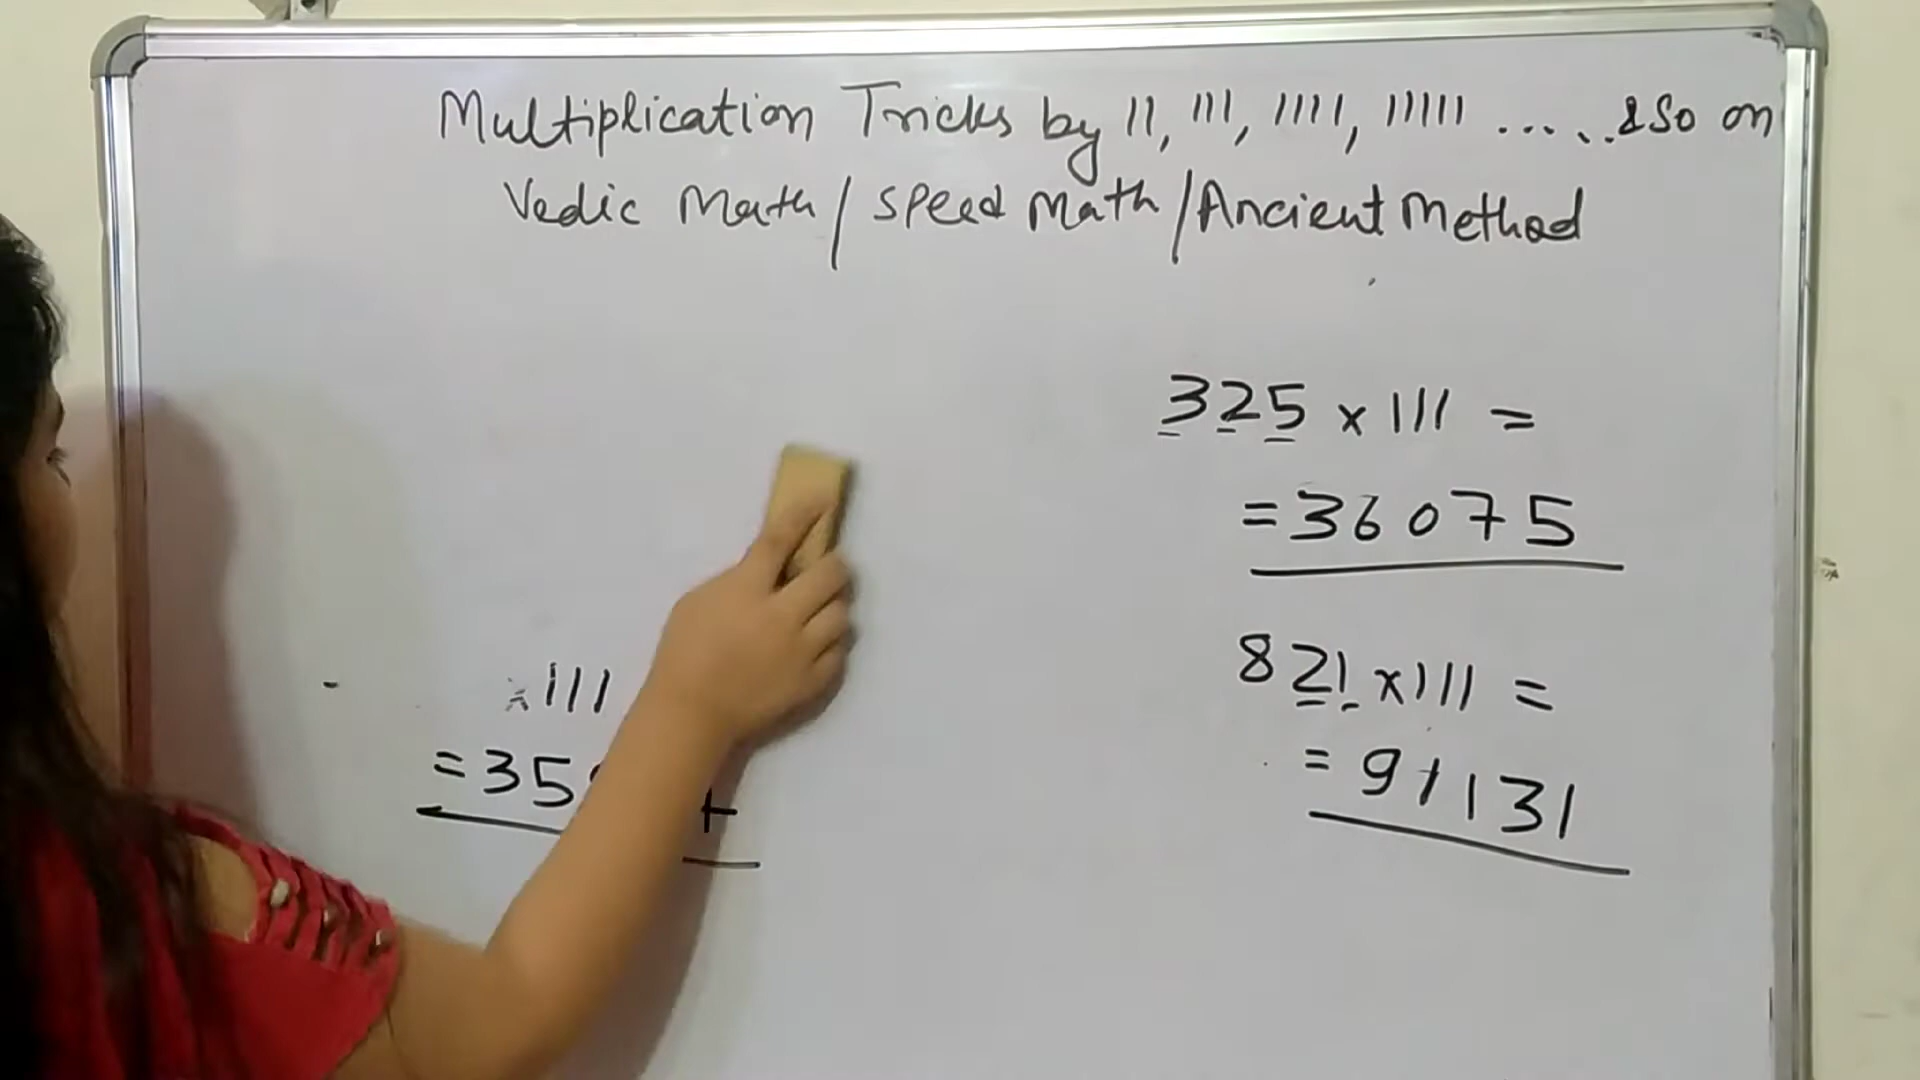 Multiplication Tricks by 11, 111, 1111, 11111 ..... & So on
Vedic Math / Speed Math / Ancient Method
325 x 111 =
= 36075
821 x 111 =
= 91131
x 111
= 35